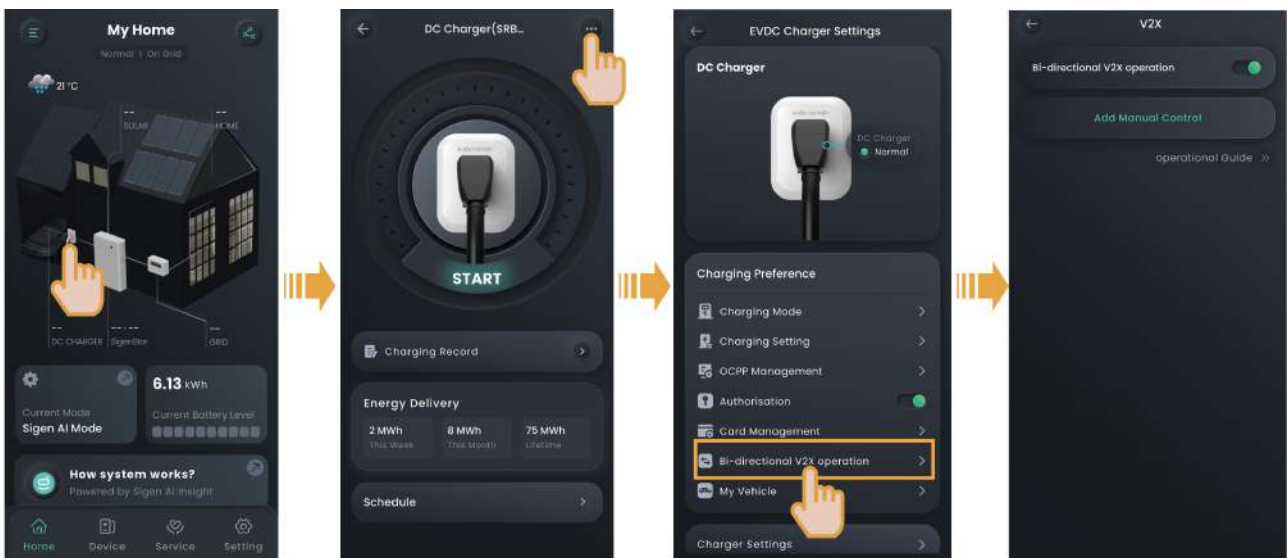 My Home
Normal | On Grid
21 °C
--
SOLAR
--
HOME
--
DC CHARGER
-- · --
SigenStor
--
GRID
Current Mode
Sigen AI Mode
6.13 kWh
Current Battery Level
How system works?
Powered by Sigen AI Insight
Home
Device
Service
Setting
DC Charger(SRB...
START
Charging Record
Energy Delivery
2 MWh
This Week
8 MWh
This Month
75 MWh
Lifetime
Schedule
EVDC Charger Settings
DC Charger
DC Charger
Normal
Charging Preference
Charging Mode
Charging Setting
OCPP Management
Authorisation
Card Management
Bi-directional V2X operation
My Vehicle
Charger Settings
V2X
Bi-directional V2X operation
Add Manual Control
operational Guide »